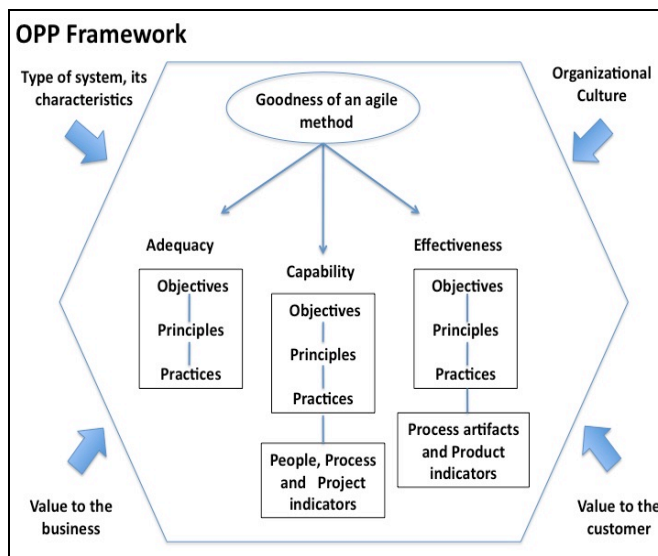 OPP Framework
Type of system, its
characteristics
Organizational
Culture
Goodness of an agile
method
Adequacy
Objectives
Principles
Practices
Capability
Objectives
Principles
Practices
People, Process
and Project
indicators
Effectiveness
Objectives
Principles
Practices
Process artifacts
and Product
indicators
Value to the
business
Value to the
customer